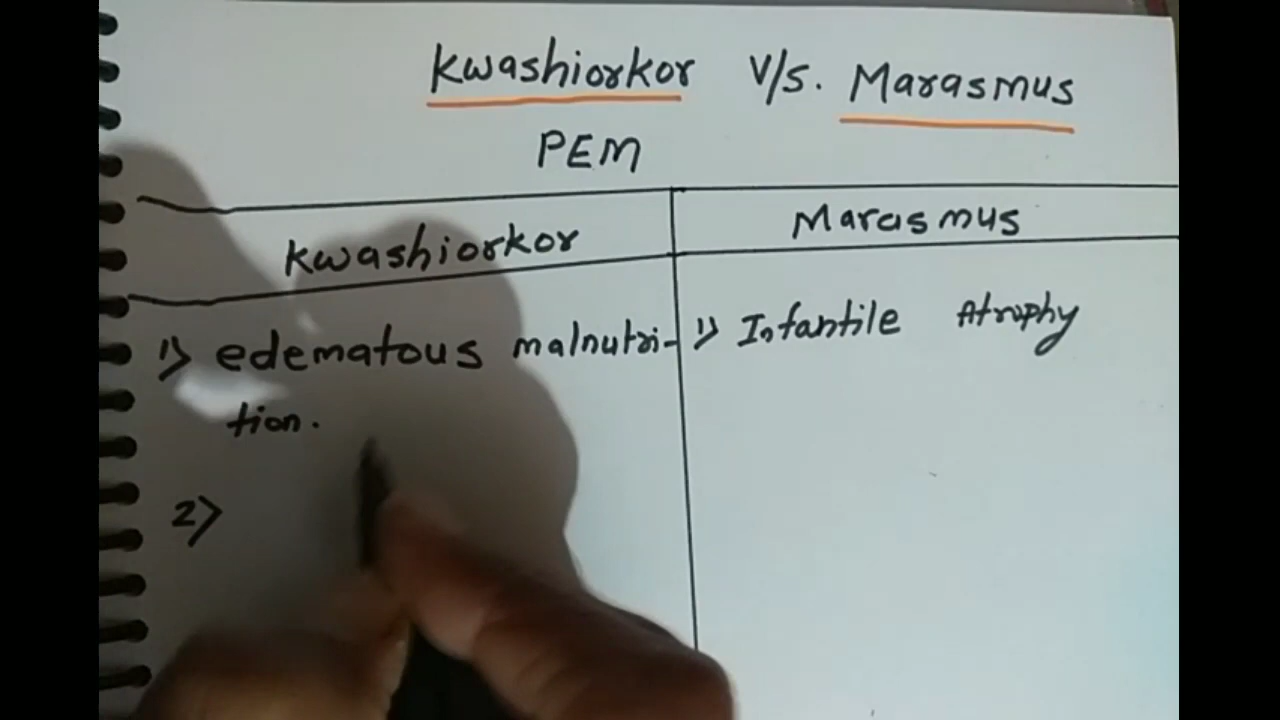 Kwashiorkor V/s. Marasmus
PEM
Kwashiorkor
Marasmus
1) edematous malnutri-
tion.
2)
1) Infantile Atrophy